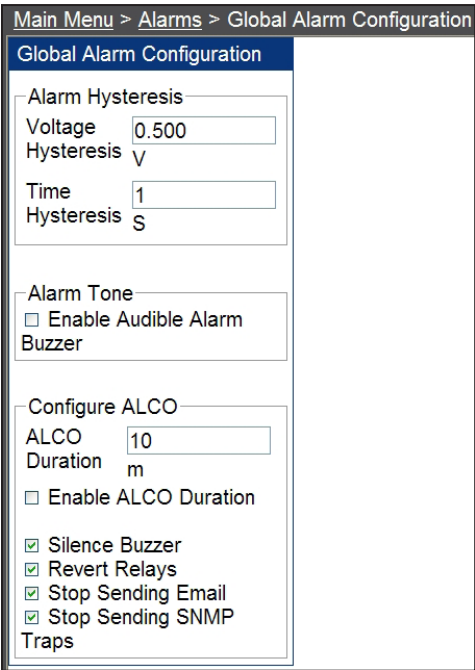 Main Menu > Alarms > Global Alarm Configuration
Global Alarm Configuration
Alarm Hysteresis
Voltage
Hysteresis
0.500
V
Time
Hysteresis
1
S
Alarm Tone
Enable Audible Alarm
Buzzer
Configure ALCO
ALCO
Duration
10
m
Enable ALCO Duration
Silence Buzzer
Revert Relays
Stop Sending Email
Stop Sending SNMP
Traps